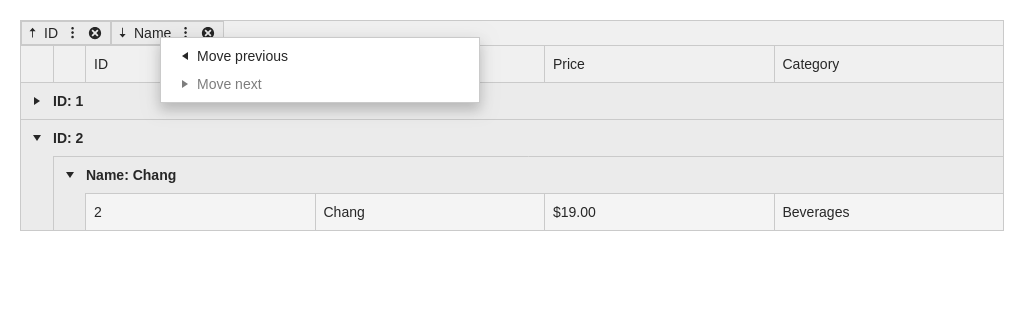 ID Name
Move previous
ID Price Category
Move next
ID: 1
ID: 2
Name: Chang
2 Chang $19.00 Beverages